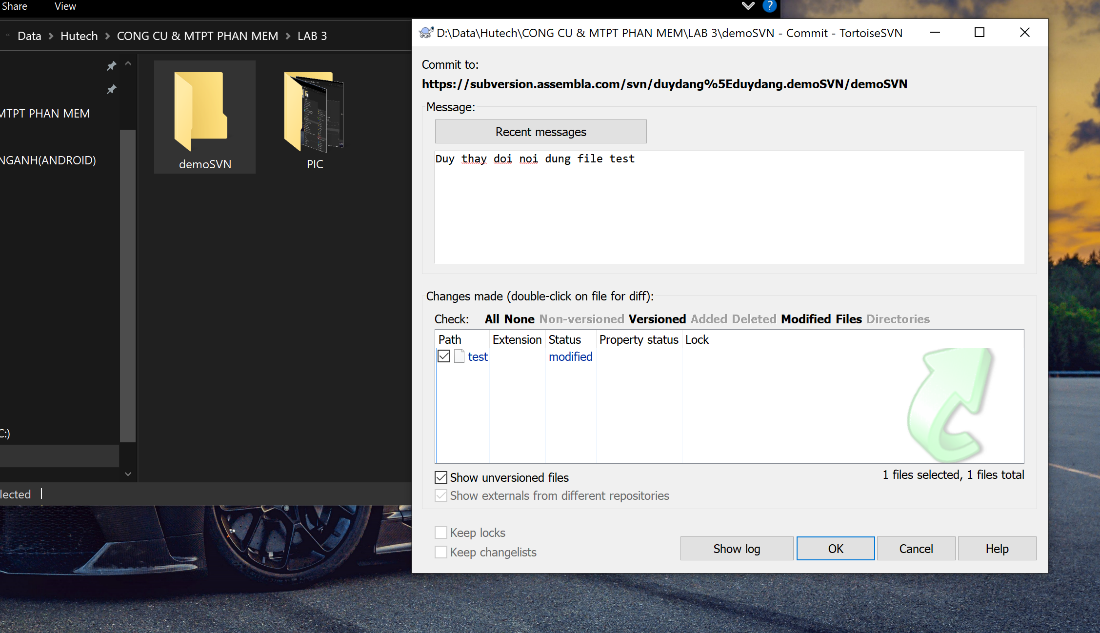 Share View
Data › Hutech › CONG CU & MTPT PHAN MEM › LAB 3
MTPT PHAN MEM
NGANH(ANDROID)
C:)
lected
demoSVN
PIC
D:\Data\Hutech\CONG CU & MTPT PHAN MEM\LAB 3\demoSVN - Commit - TortoiseSVN
Commit to:
https://subversion.assembla.com/svn/duydang%5Eduydang.demoSVN/demoSVN
Message:
Recent messages
Duy thay doi noi dung file test
Changes made (double-click on file for diff):
Check: All None Non-versioned Versioned Added Deleted Modified Files Directories
Path Extension Status Property status Lock
test modified
Show unversioned files
1 files selected, 1 files total
Show externals from different repositories
Keep locks
Keep changelists
Show log OK Cancel Help